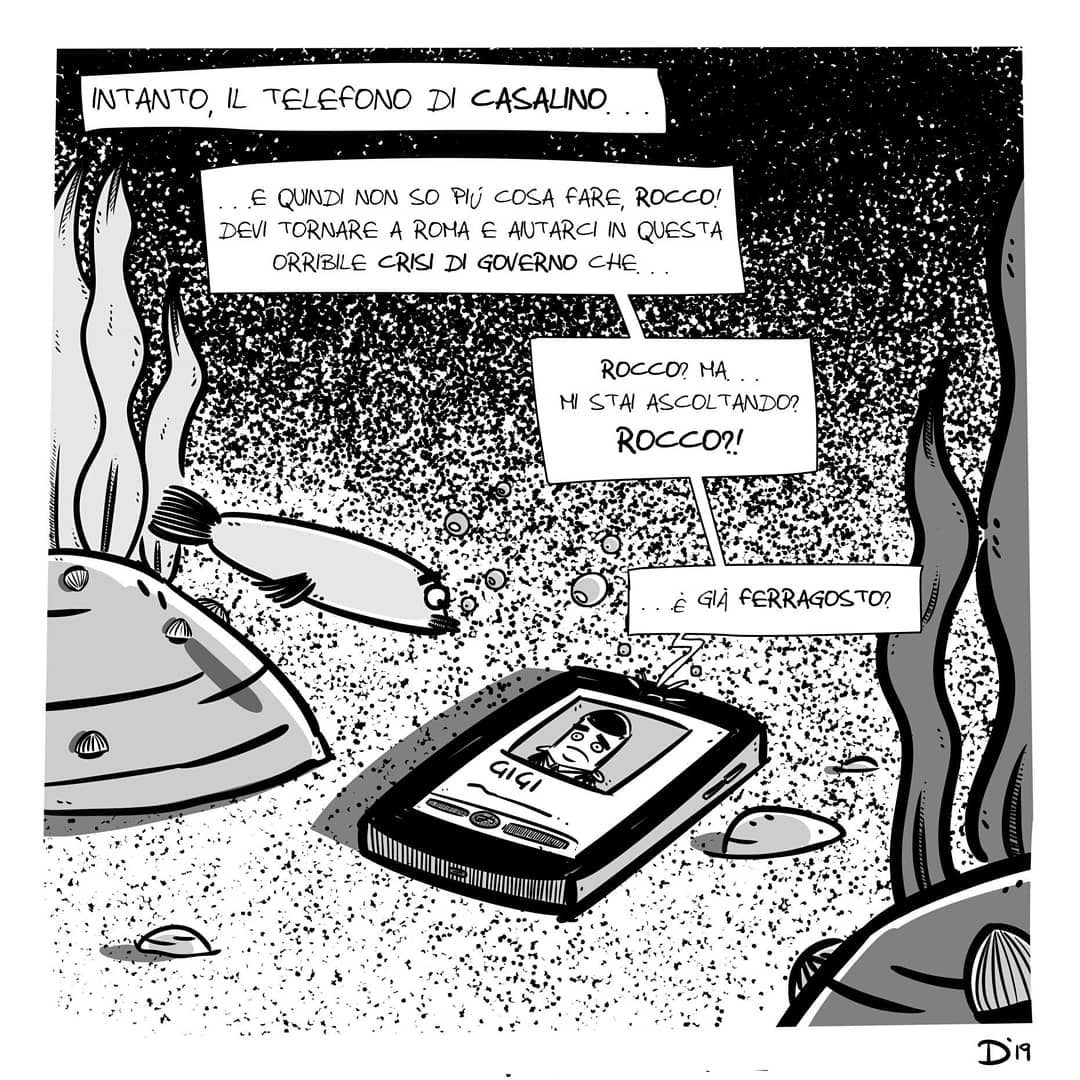 INTANTO, IL TELEFONO DI CASALINO...
...E QUINDI NON SO PIÚ COSA FARE, ROCCO!
DEVI TORNARE A ROMA E AIUTARCI IN QUESTA
ORRIBILE CRISI DI GOVERNO CHE...
ROCCO? MA...
MI STAI ASCOLTANDO?
ROCCO?!
...È GIÀ FERRAGOSTO?
GIGI
D'19